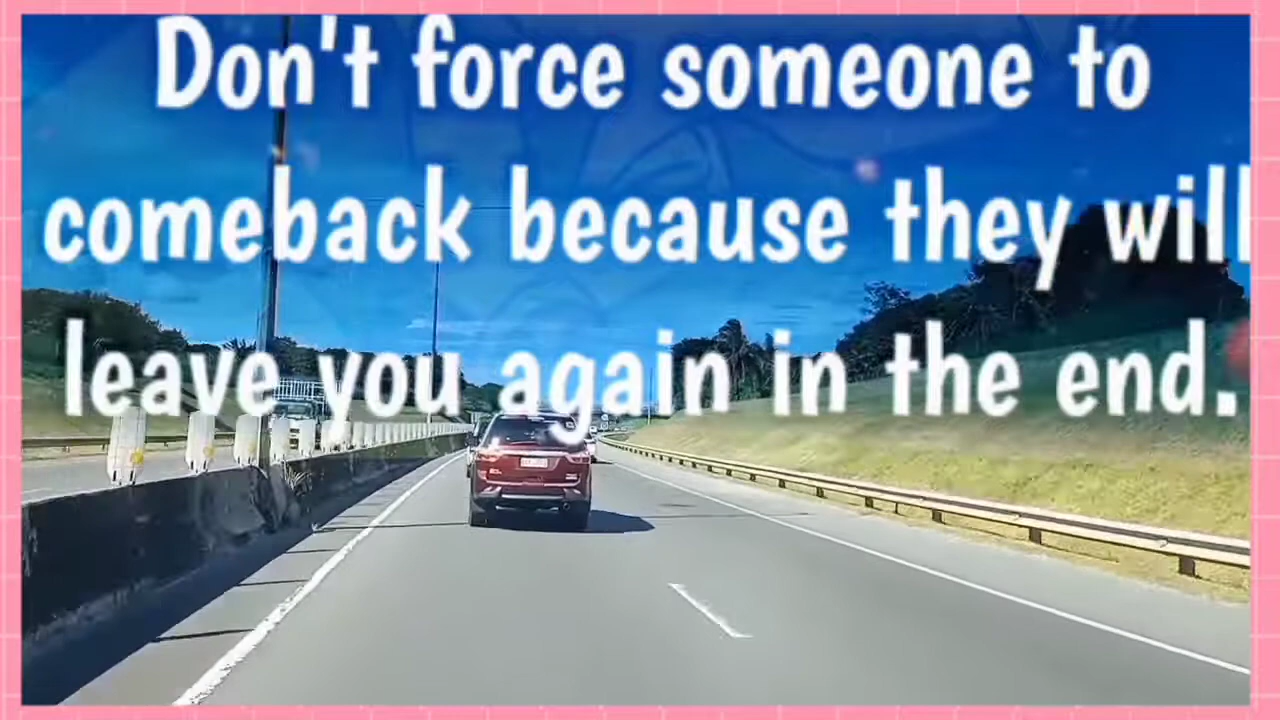 Don't force someone to
comeback because they will
leave you again in the end.